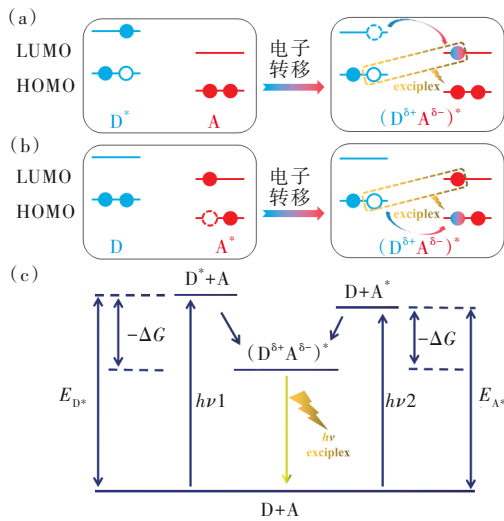 (a)
LUMO
HOMO
D*
A
电子
转移
exciplex
(D^δ+A^δ−)*
(b)
LUMO
HOMO
D
A*
电子
转移
exciplex
(D^δ+A^δ−)*
(c)
D*+A
D+A*
−ΔG
(D^δ+A^δ−)*
−ΔG
E_D*
hν1
hν
exciplex
hν2
E_A*
D+A